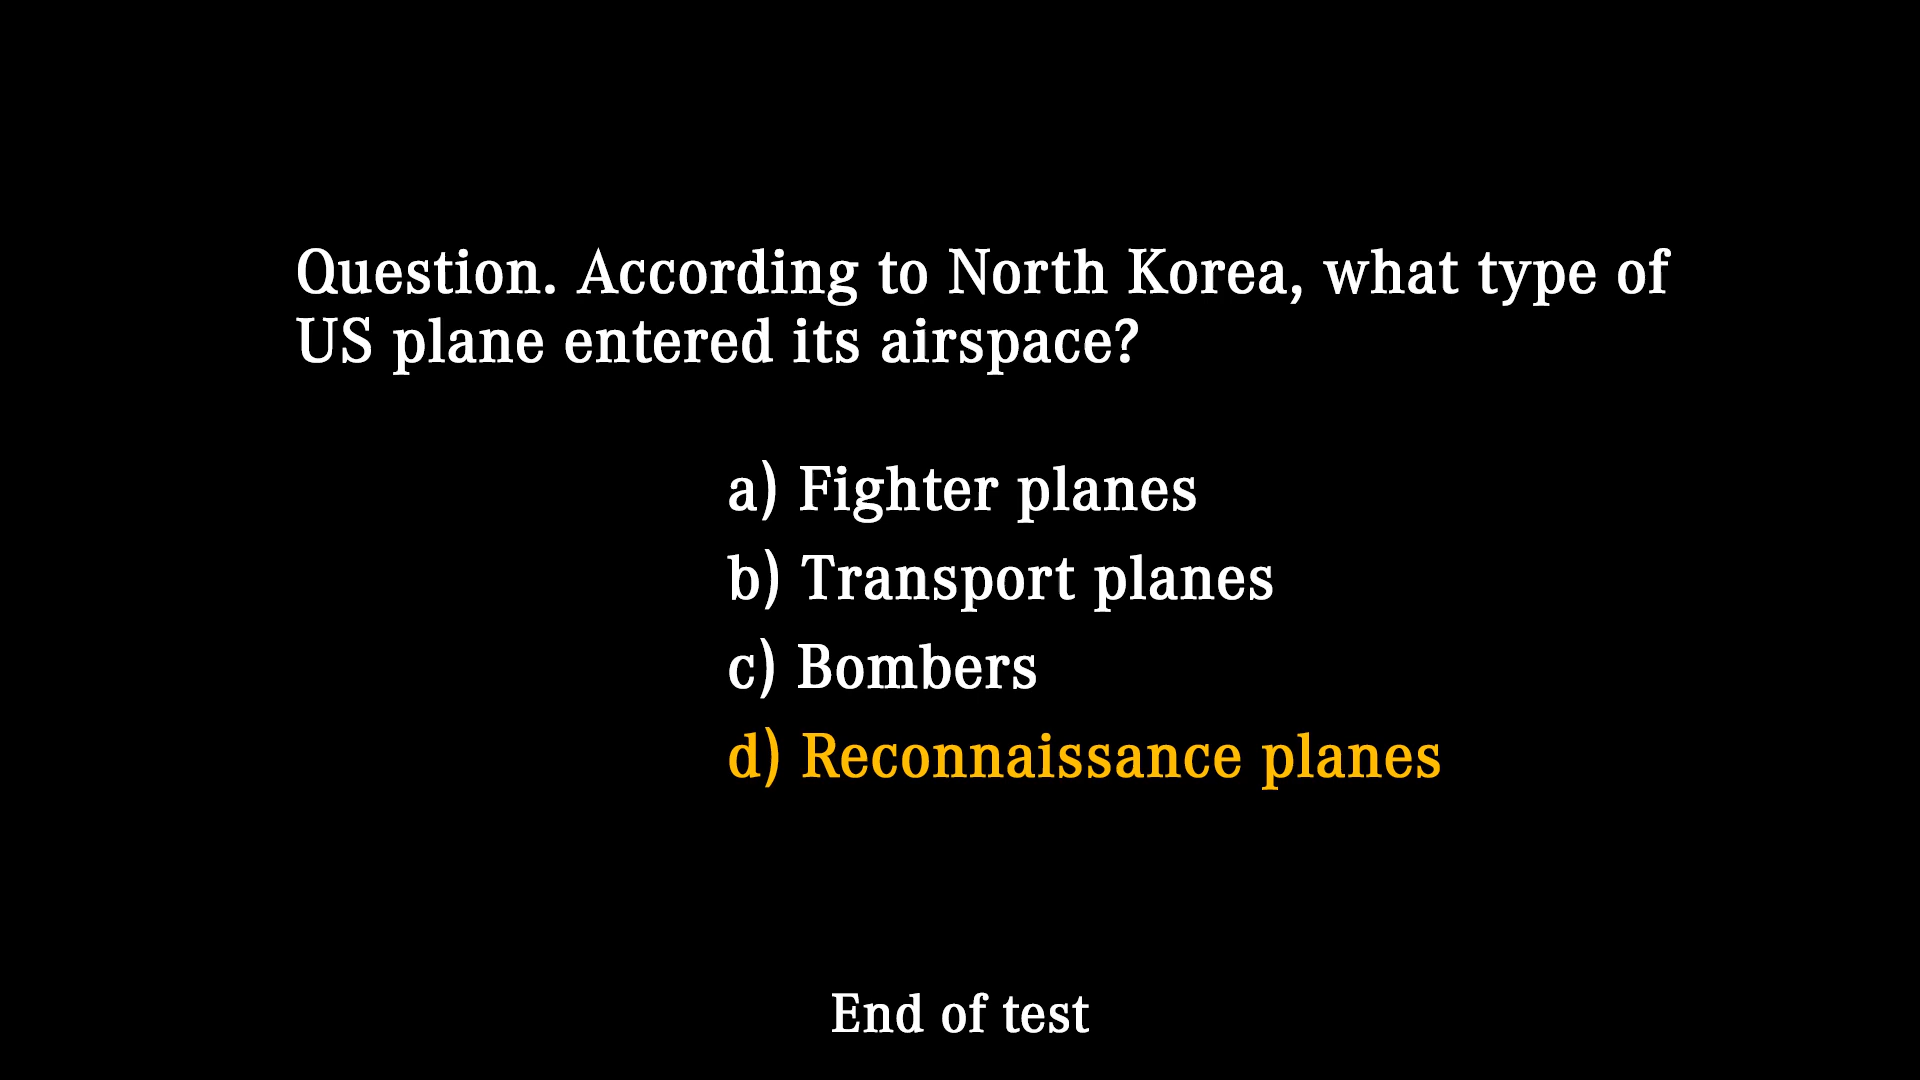 Question. According to North Korea, what type of
US plane entered its airspace?
a) Fighter planes
b) Transport planes
c) Bombers
d) Reconnaissance planes
End of test